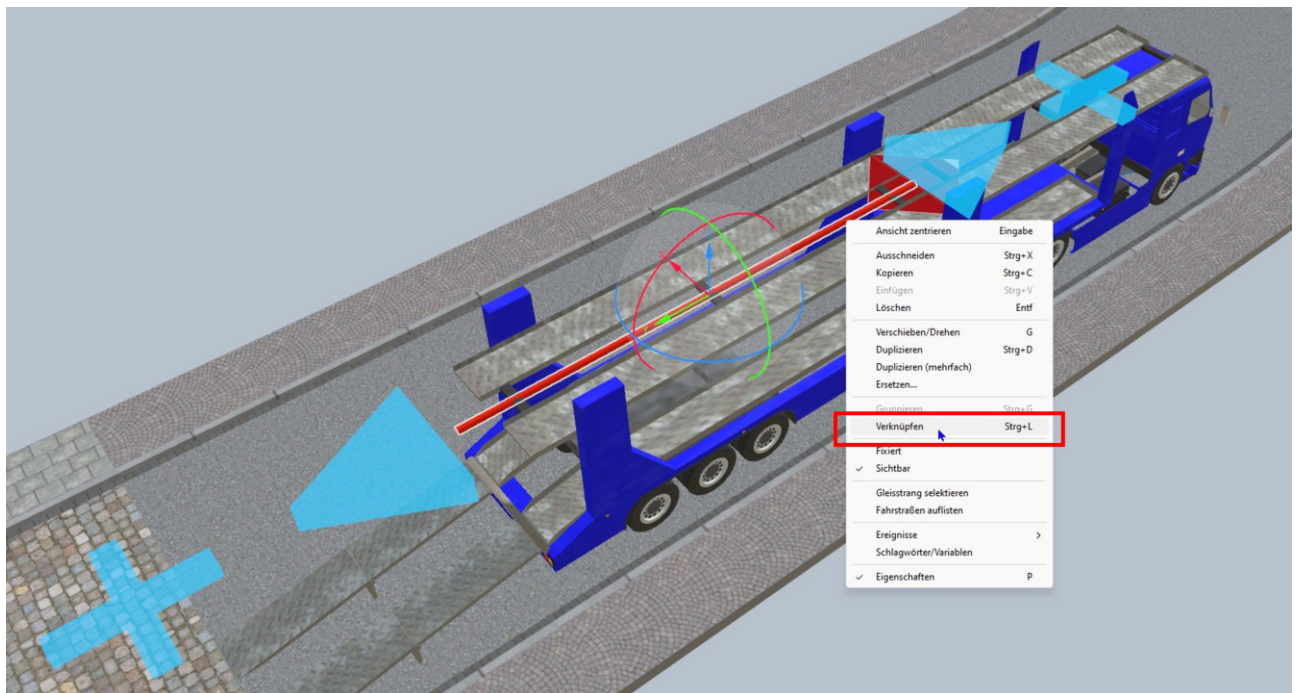 Ansicht zentrieren Eingabe
Ausschneiden Strg+X
Kopieren Strg+C
Einfügen Strg+V
Löschen Entf
Verschieben/Drehen G
Duplizieren Strg+D
Duplizieren (mehrfach)
Ersetzen...
Gruppieren Strg+G
Verknüpfen Strg+L
Fixiert
Sichtbar
Gleisstrang selektieren
Fahrstraßen auflisten
Ereignisse
Schlagwörter/Variablen
Eigenschaften P